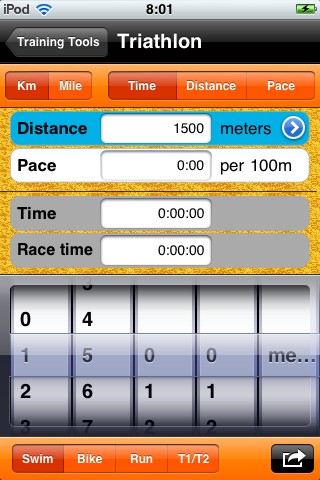 iPod 8:01
Training Tools Triathlon
Km Mile Time Distance Pace
Distance 1500 meters
Pace 0:00 per 100m
Time 0:00:00
Race time 0:00:00
3
0 4
1 5 0 0 me...
2 6 1 1
3 7 2 2
Swim Bike Run T1/T2